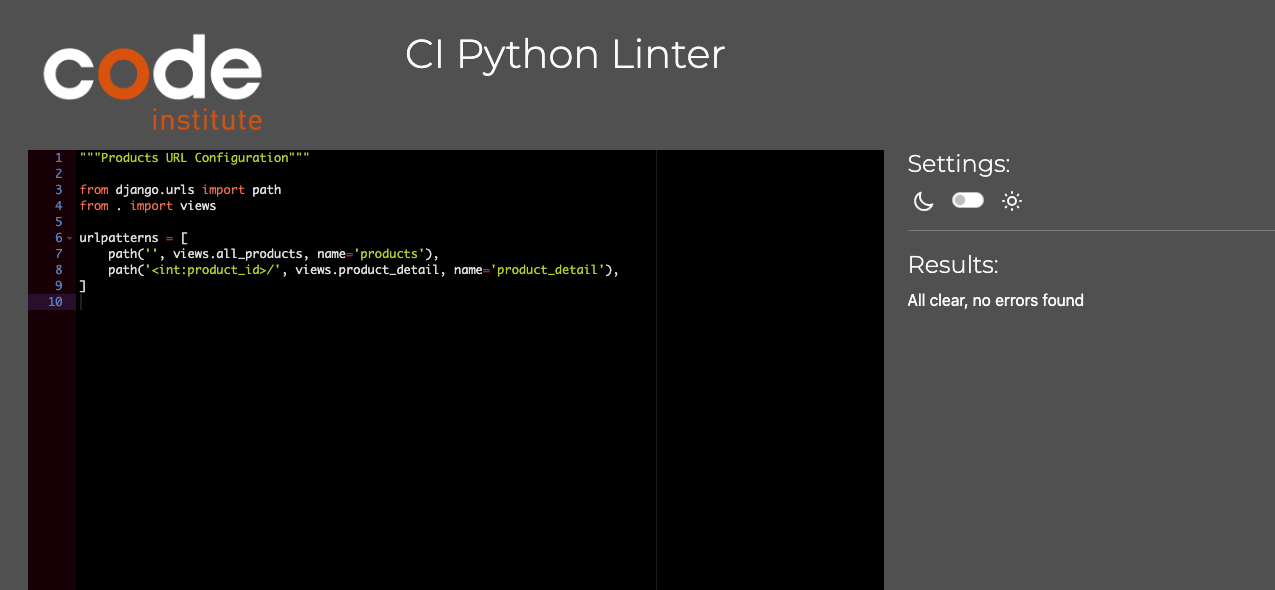 code
institute
CI Python Linter
1 """Products URL Configuration"""
2
3 from django.urls import path
4 from . import views
5
6 urlpatterns = [
7     path('', views.all_products, name='products'),
8     path('<int:product_id>/', views.product_detail, name='product_detail'),
9 ]
10
Settings:
Results:
All clear, no errors found